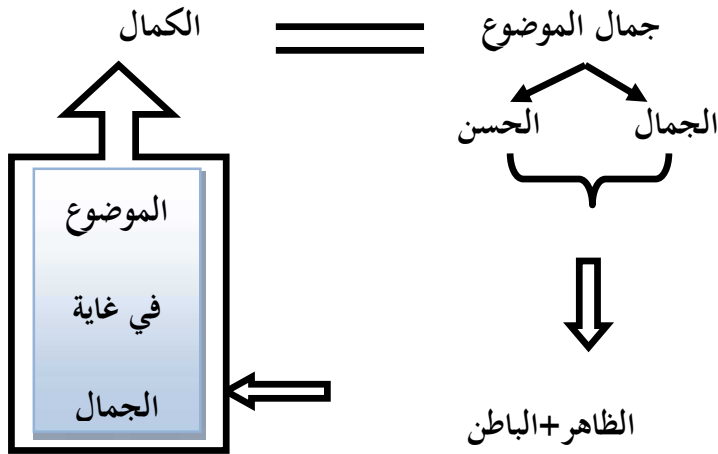 جمال الموضوع
الكمال
الجمال
الحسن
الظاهر+الباطن
الموضوع
في غاية
الجمال